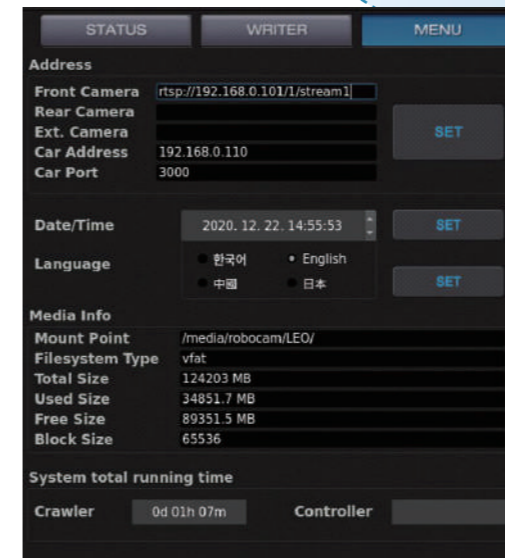 STATUS WRITER MENU
Address
Front Camera rtsp://192.168.0.101/1/stream1
Rear Camera
Ext. Camera SET
Car Address 192.168.0.110
Car Port 3000
Date/Time 2020. 12. 22. 14:55:53 SET
Language 한국어 English
中國 日本 SET
Media Info
Mount Point /media/robocam/LEO/
Filesystem Type vfat
Total Size 124203 MB
Used Size 34851.7 MB
Free Size 89351.5 MB
Block Size 65536
System total running time
Crawler 0d 01h 07m Controller